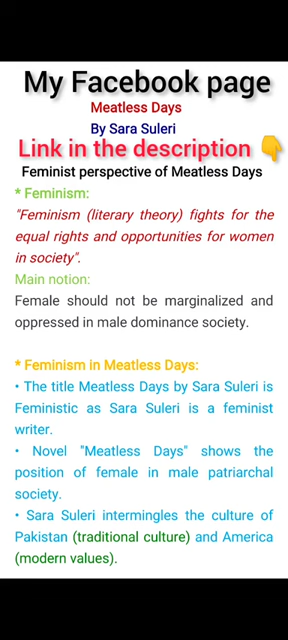 My Facebook page
Meatless Days
By Sara Suleri
Link in the description 👇
Feminist perspective of Meatless Days
* Feminism:
"Feminism (literary theory) fights for the
equal rights and opportunities for women
in society".
Main notion:
Female should not be marginalized and
oppressed in male dominance society.
* Feminism in Meatless Days:
• The title Meatless Days by Sara Suleri is
Feministic as Sara Suleri is a feminist
writer.
• Novel "Meatless Days" shows the
position of female in male patriarchal
society.
• Sara Suleri intermingles the culture of
Pakistan (traditional culture) and America
(modern values).